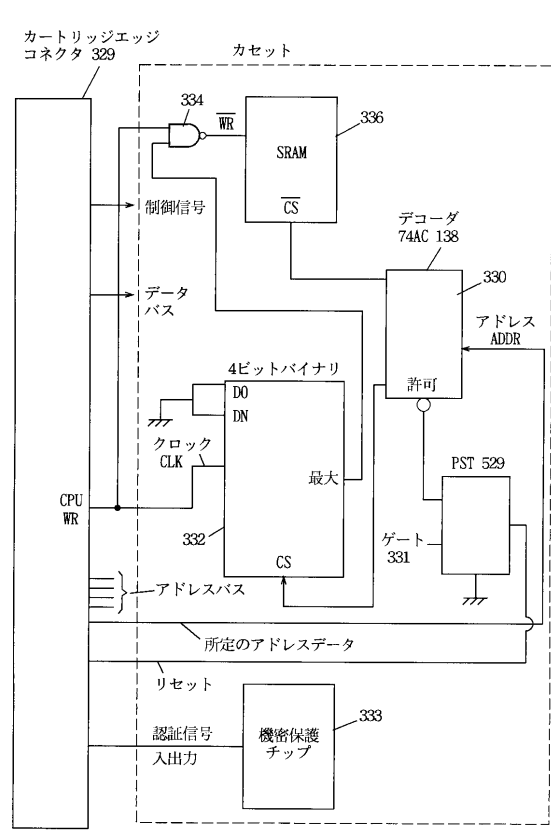 カートリッジエッジ
コネクタ 329
カセット
334
WR
336
SRAM
CS
制御信号
データ
バス
デコーダ
74AC 138
330
アドレス
ADDR
許可
4ビットバイナリ
D0
DN
クロック
CLK
最大
PST 529
CPU
WR
332
CS
ゲート
331
アドレスバス
所定のアドレスデータ
リセット
333
認証信号
入出力
機密保護
チップ